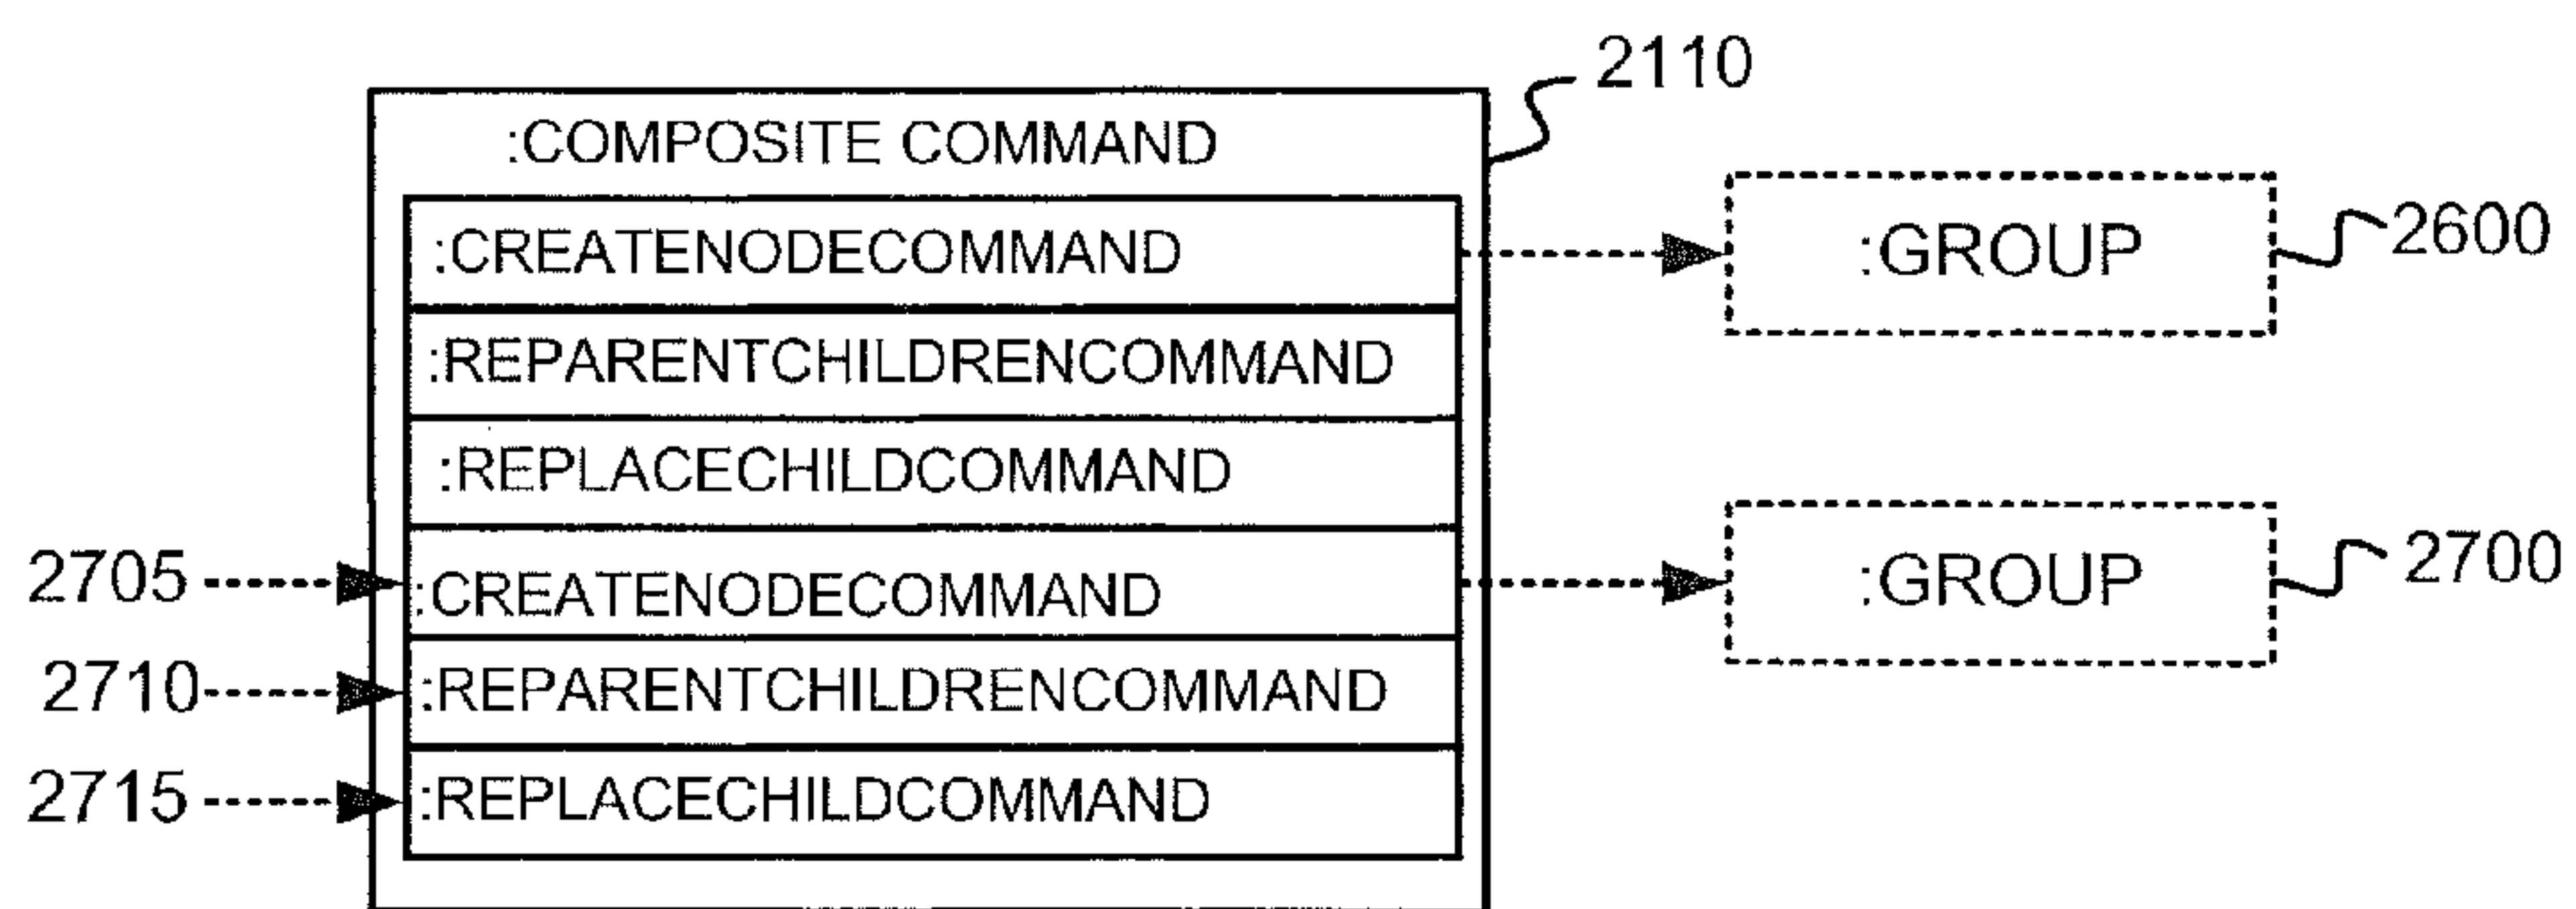 2110
:COMPOSITE COMMAND
:CREATENODECOMMAND
:GROUP
2600
:REPARENTCHILDRENCOMMAND
:REPLACECHILDCOMMAND
2705
:CREATENODECOMMAND
:GROUP
2700
2710
:REPARENTCHILDRENCOMMAND
2715
:REPLACECHILDCOMMAND